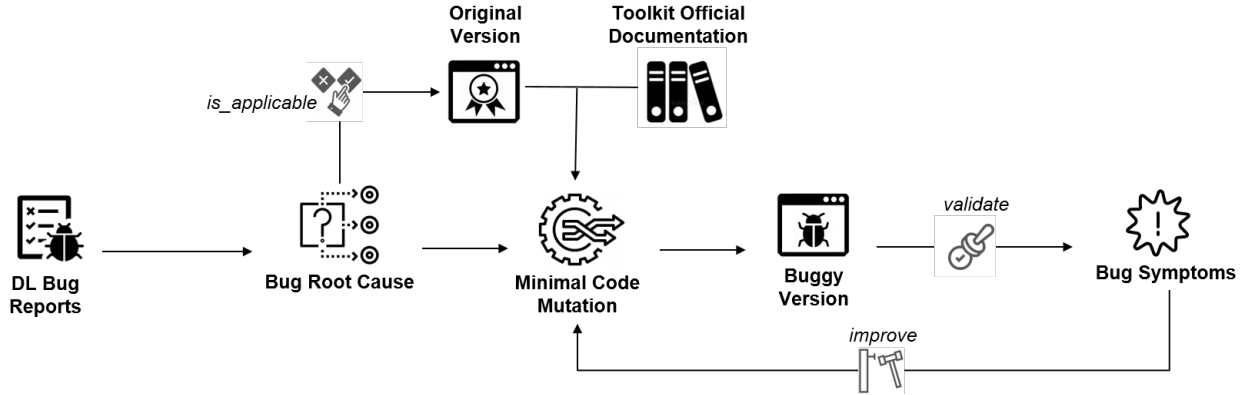 Original
Version
Toolkit Official
Documentation
is_applicable
DL Bug
Reports
Bug Root Cause
Minimal Code
Mutation
Buggy
Version
validate
Bug Symptoms
improve